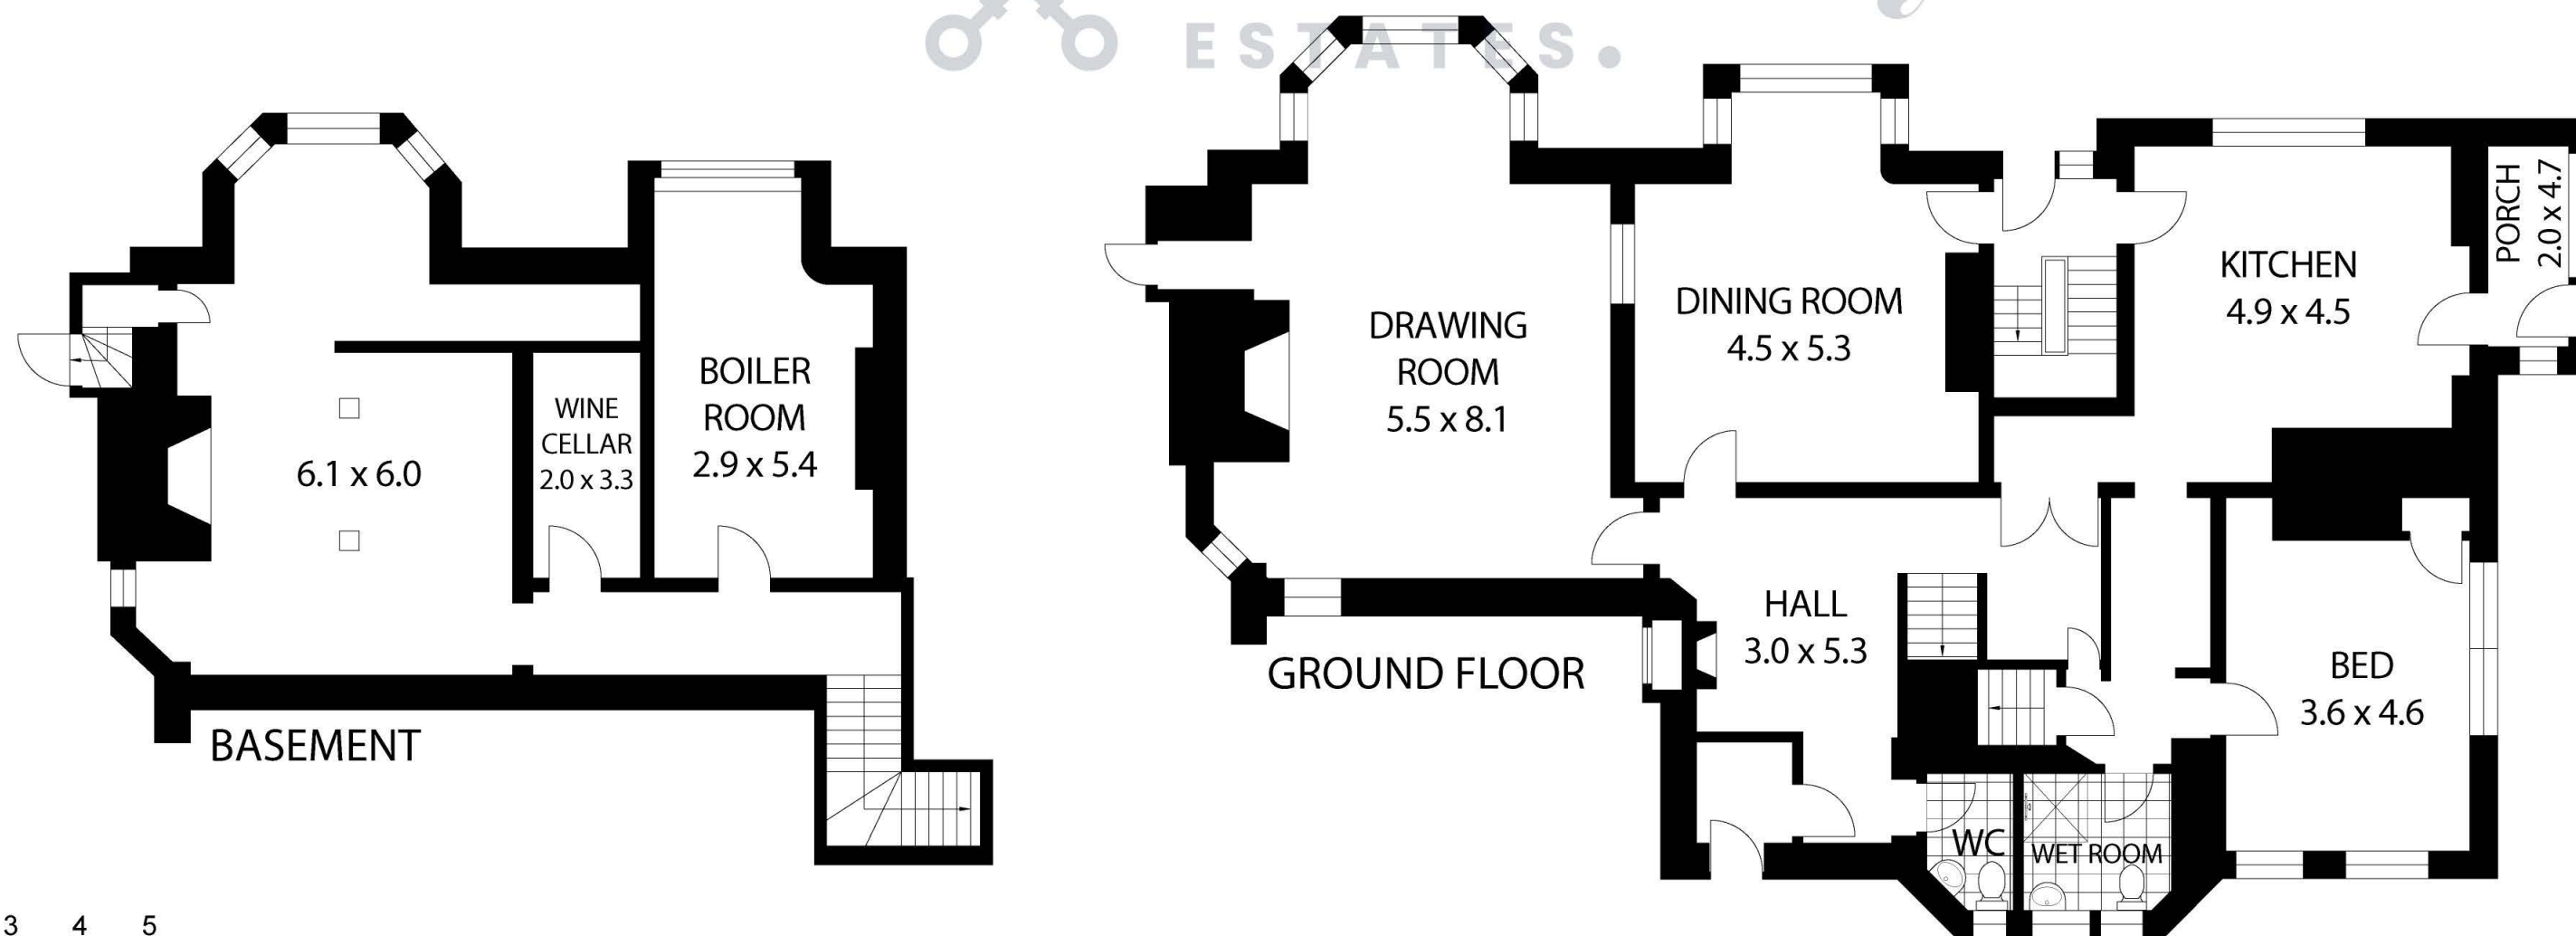 ESTATES.
BOILER
ROOM
2.9 x 5.4
WINE
CELLAR
2.0 x 3.3
6.1 x 6.0
BASEMENT
3 4 5
DRAWING
ROOM
5.5 x 8.1
DINING ROOM
4.5 x 5.3
KITCHEN
4.9 x 4.5
PORCH
2.0 x 4.7
HALL
3.0 x 5.3
GROUND FLOOR
BED
3.6 x 4.6
WC
WET ROOM